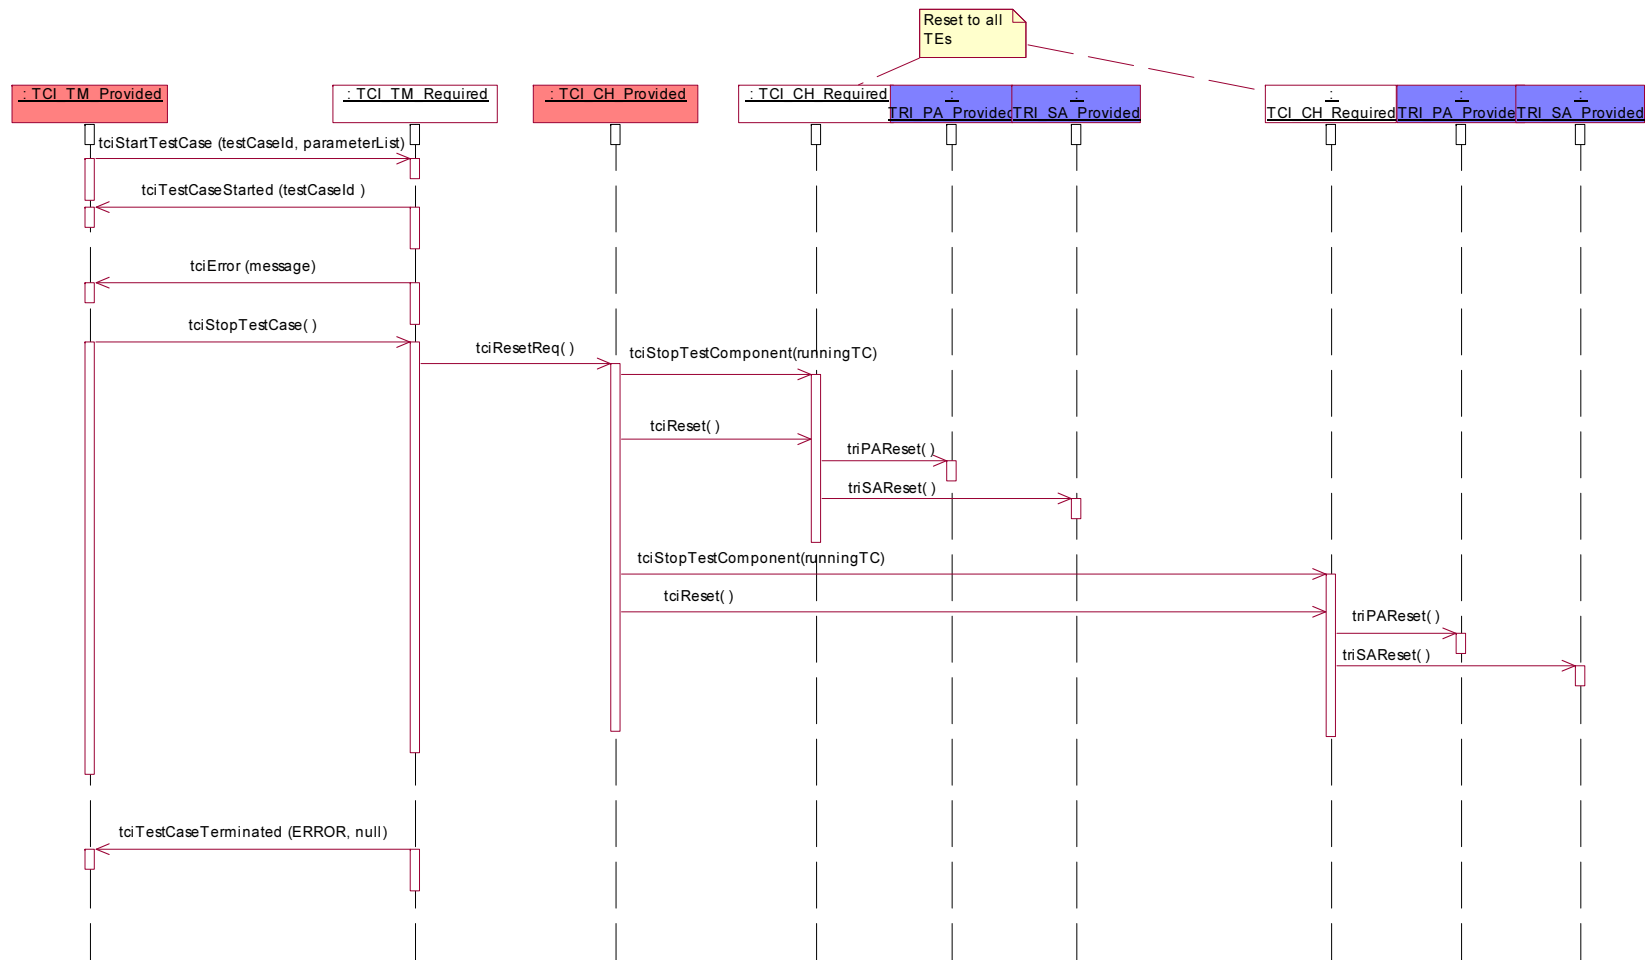 Reset to all
TEs
: TCI_TM_Provided
: TCI_TM_Required
: TCI_CH_Provided
: TCI_CH_Required
:
TRI_PA_Provided
:
TRI_SA_Provided
:
TCI_CH_Required
:
TRI_PA_Provide
:
TRI_SA_Provided
tciStartTestCase (testCaseId, parameterList)
tciTestCaseStarted (testCaseId )
tciError (message)
tciStopTestCase( )
tciResetReq( )
tciStopTestComponent(runningTC)
tciReset( )
triPAReset( )
triSAReset( )
tciStopTestComponent(runningTC)
tciReset( )
triPAReset( )
triSAReset( )
tciTestCaseTerminated (ERROR, null)